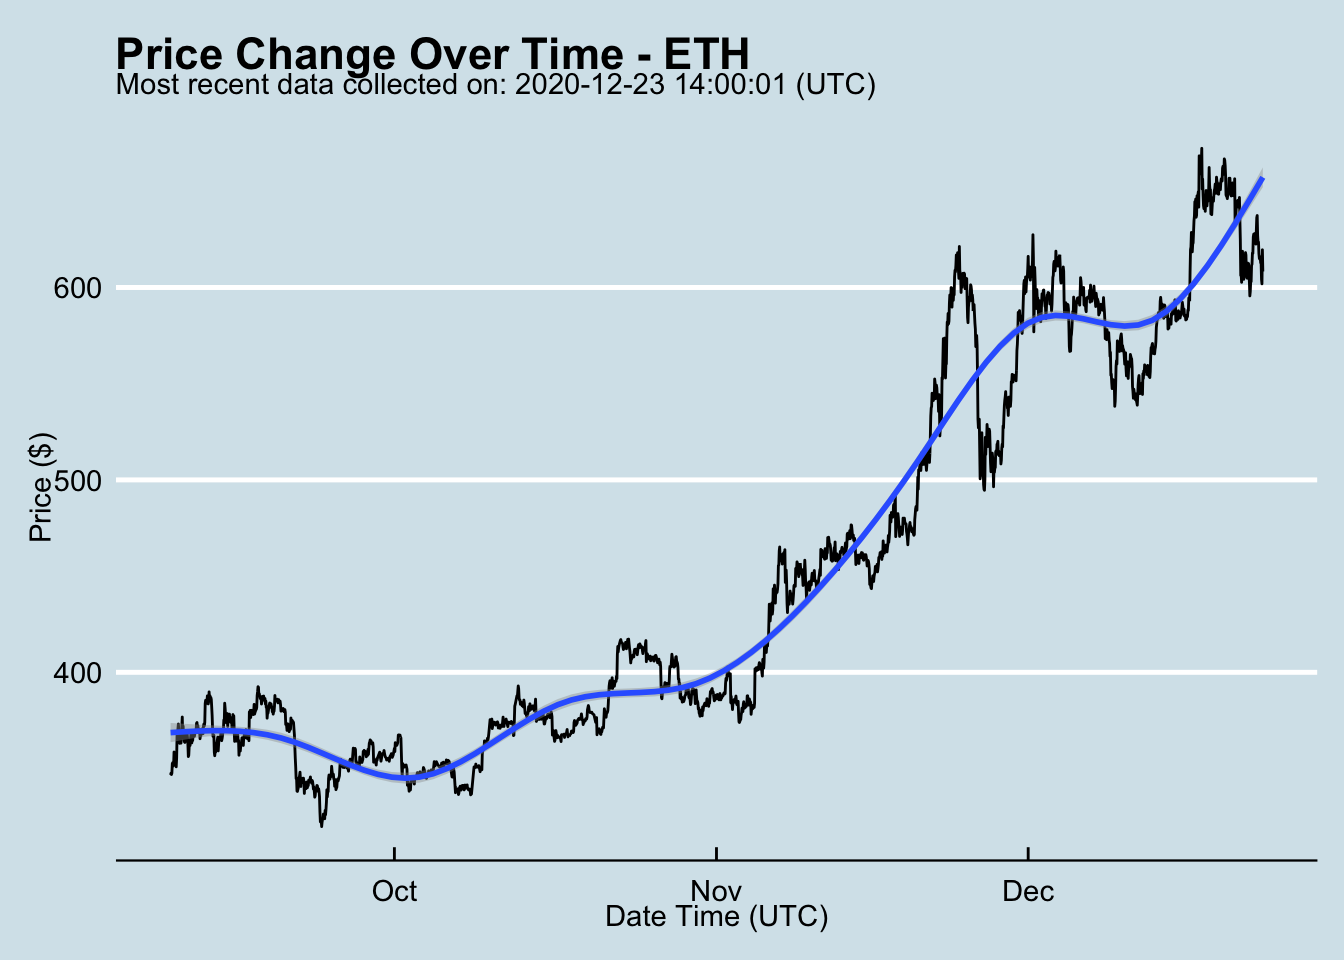 Price Change Over Time - ETH
Most recent data collected on: 2020-12-23 14:00:01 (UTC)
Price ($)
600
500
400
Oct
Nov
Dec
Date Time (UTC)